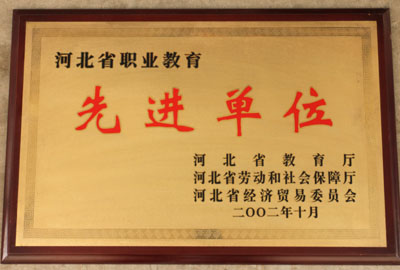 河北省职业教育
先进单位
河北省教育厅
河北省劳动和社会保障厅
河北省经济贸易委员会
二〇〇二年十月